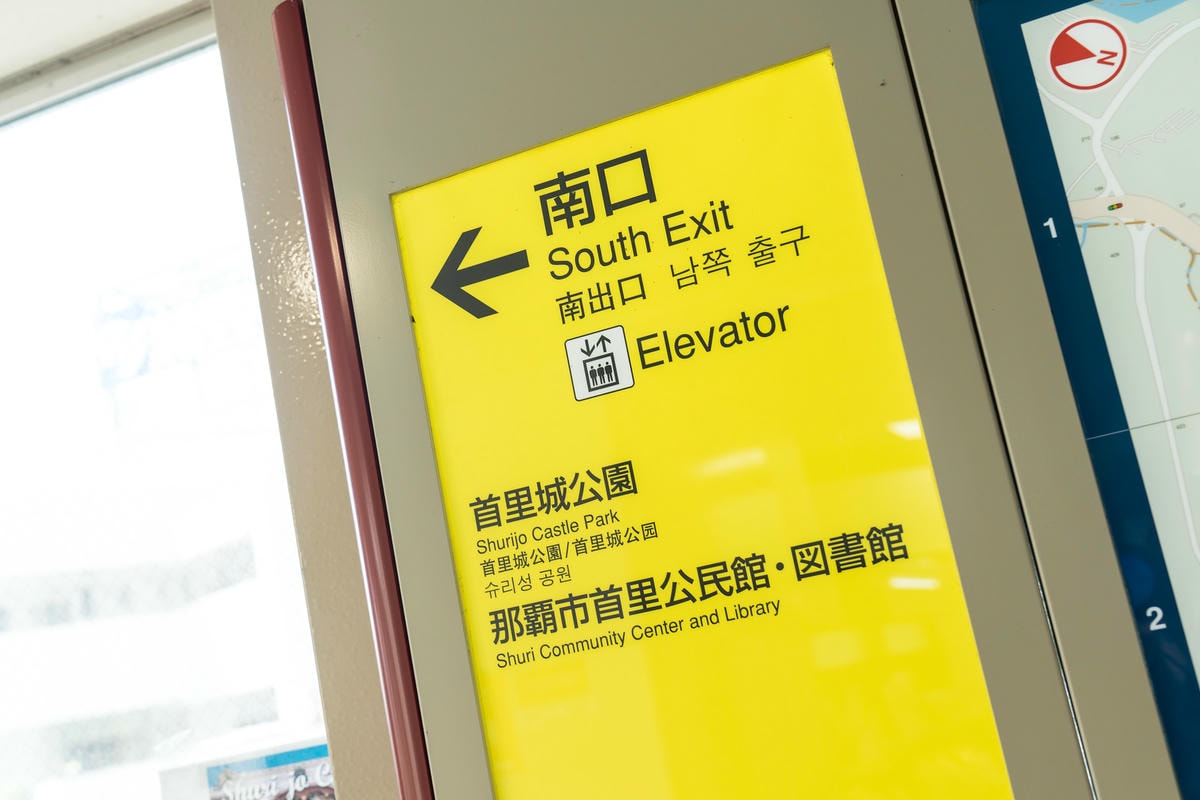 南口
South Exit
南出口 남쪽 출구
Elevator
首里城公園
Shurijo Castle Park
首里城公園/首里城公园
슈리성 공원
那覇市首里公民館・図書館
Shuri Community Center and Library
N
1
2
Shuri jo